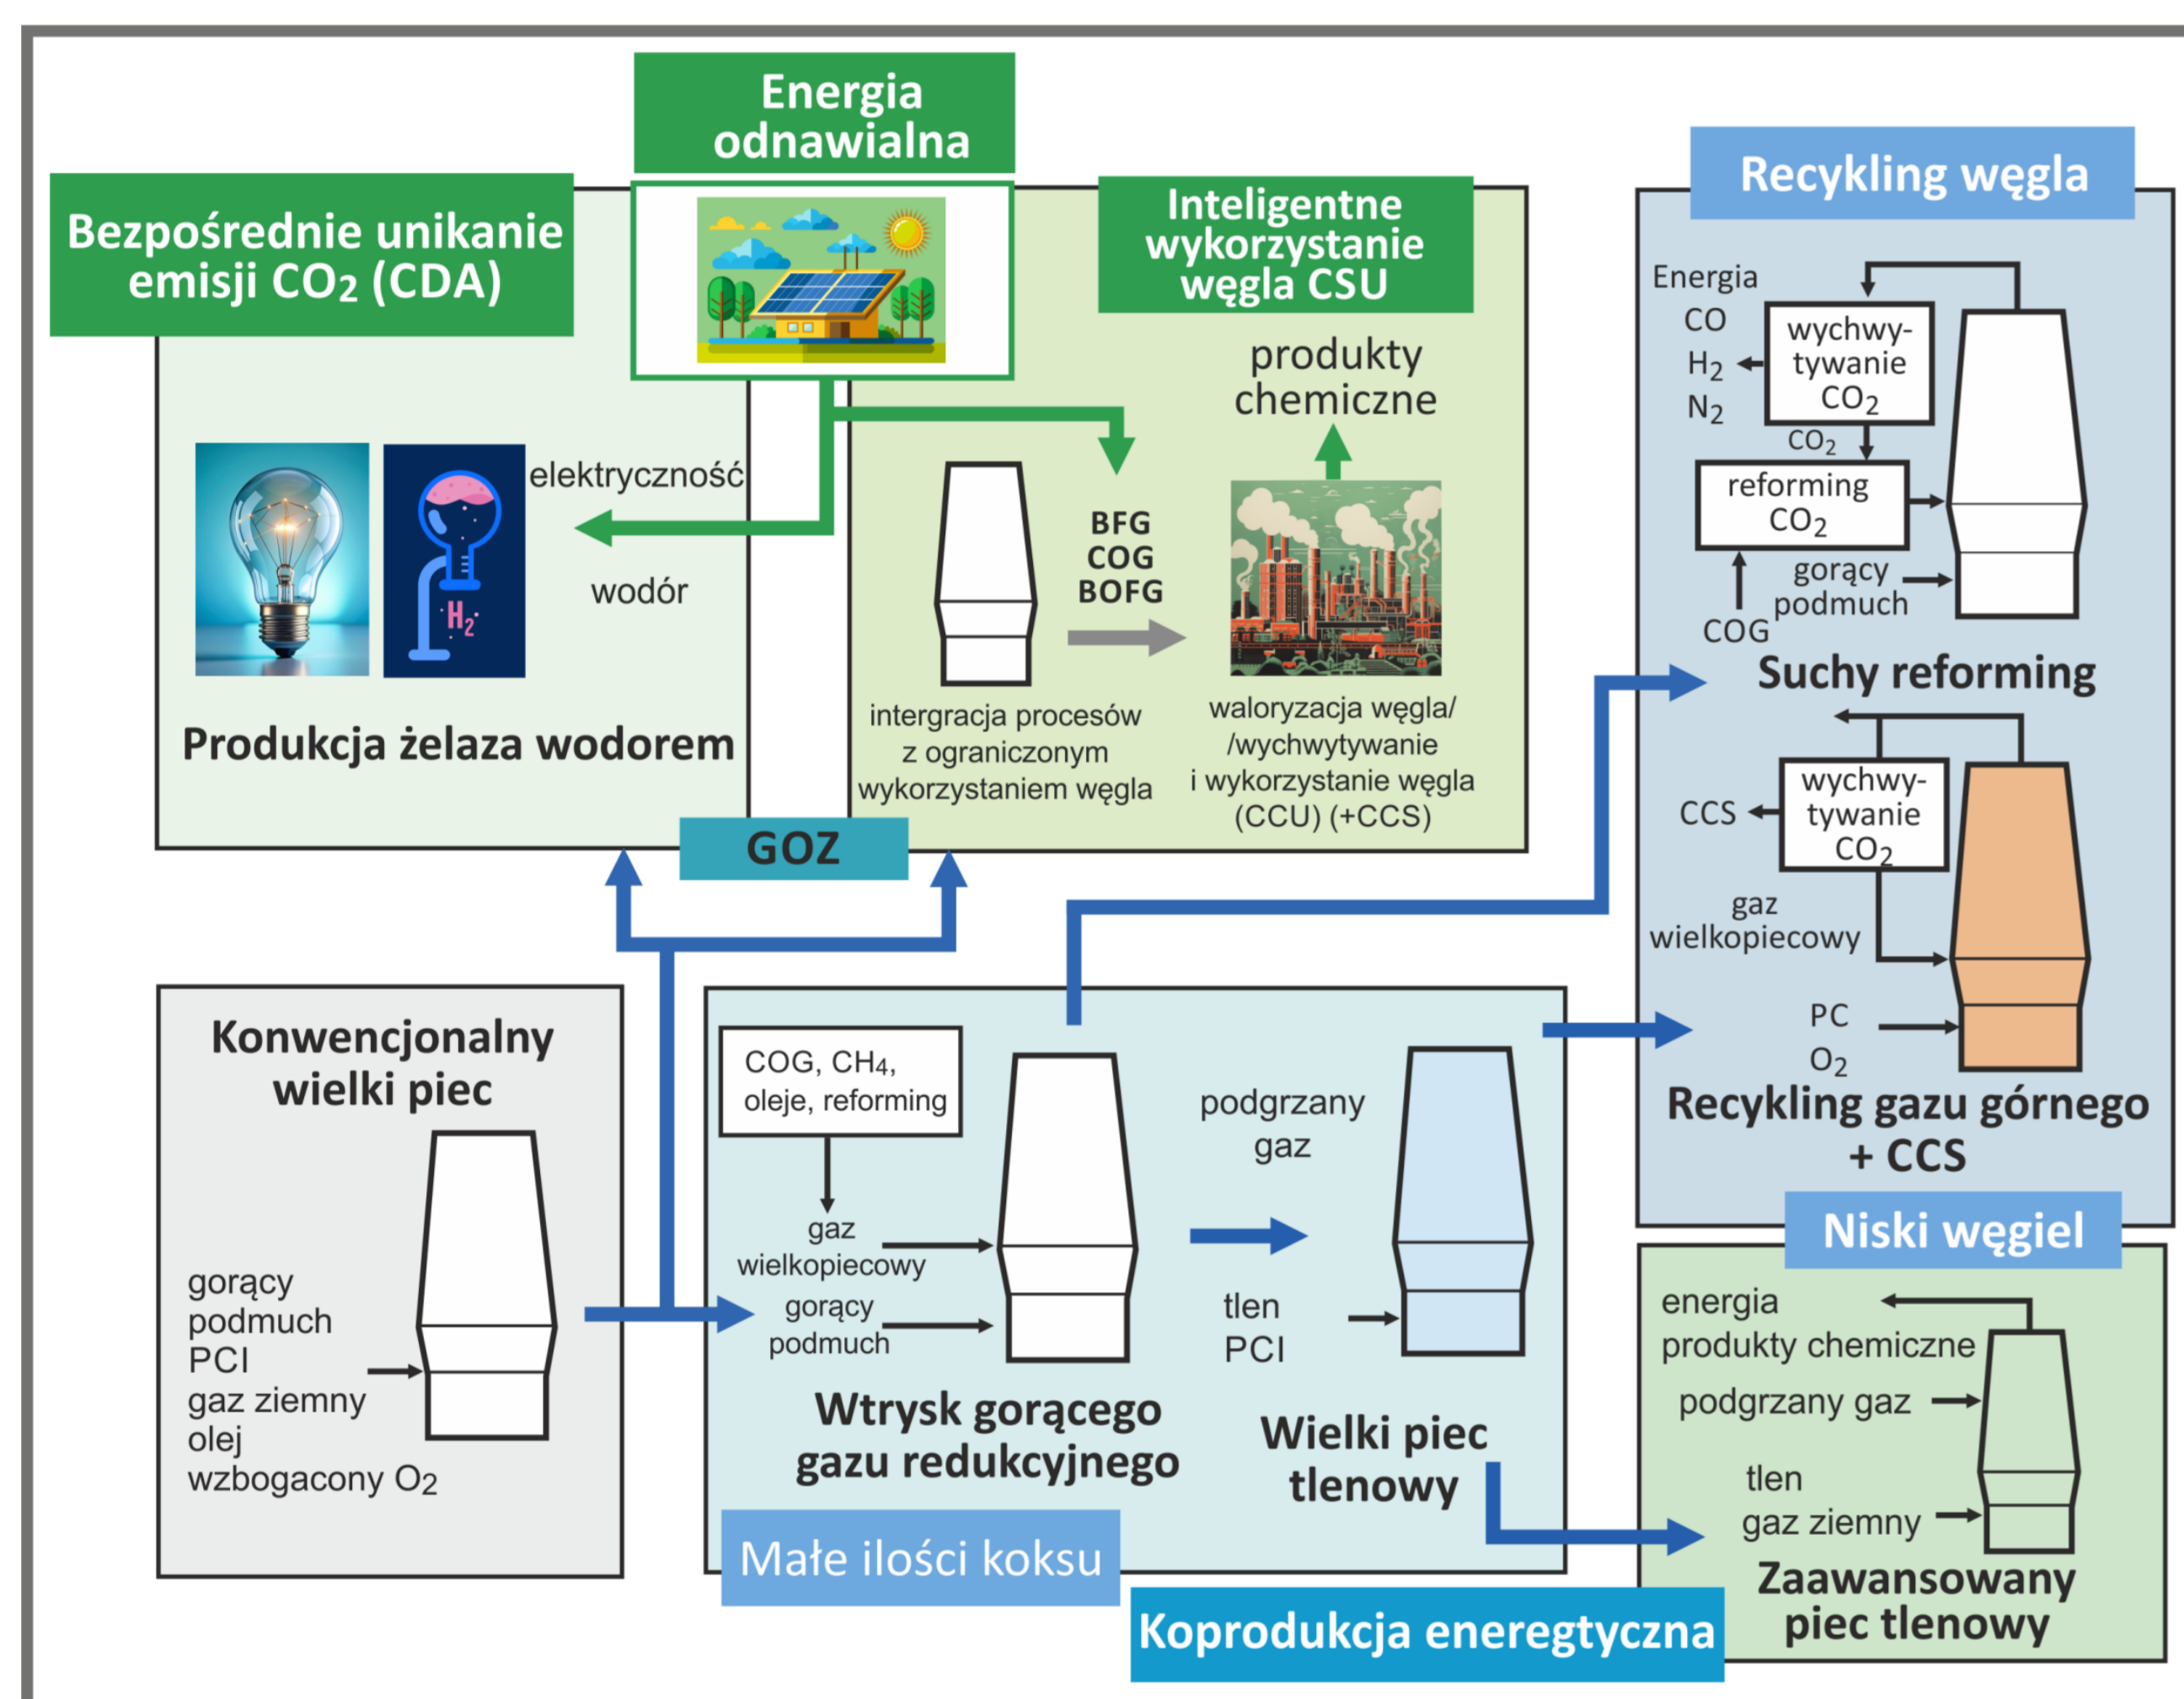 Energia
odnawialna
Bezpośrednie unikanie
emisji CO2 (CDA)
elektryczność
wodór
H2
Produkcja żelaza wodorem
Inteligentne
wykorzystanie
węgla CSU
produkty
chemiczne
BFG
COG
BOFG
intergracja procesów
z ograniczonym
wykorzystaniem węgla
waloryzacja węgla/
/wychwytywanie
i wykorzystanie węgla
(CCU) (+CCS)
GOZ
Recykling węgla
Energia
CO
H2
N2
wychwy-
tywanie
CO2
CO2
reforming
CO2
gorący
podmuch
COG
Suchy reforming
wychwy-
tywanie
CO2
CCS
gaz
wielkopiecowy
PC
O2
Recykling gazu górnego
+ CCS
Konwencjonalny
wielki piec
gorący
podmuch
PCI
gaz ziemny
olej
wzbogacony O2
COG, CH4,
oleje, reforming
gaz
wielkopiecowy
gorący
podmuch
Wtrysk gorącego
gazu redukcyjnego
podgrzany
gaz
tlen
PCI
Wielki piec
tlenowy
Małe ilości koksu
Koprodukcja eneregtyczna
Niski węgiel
energia
produkty chemiczne
podgrzany gaz
tlen
gaz ziemny
Zaawansowany
piec tlenowy